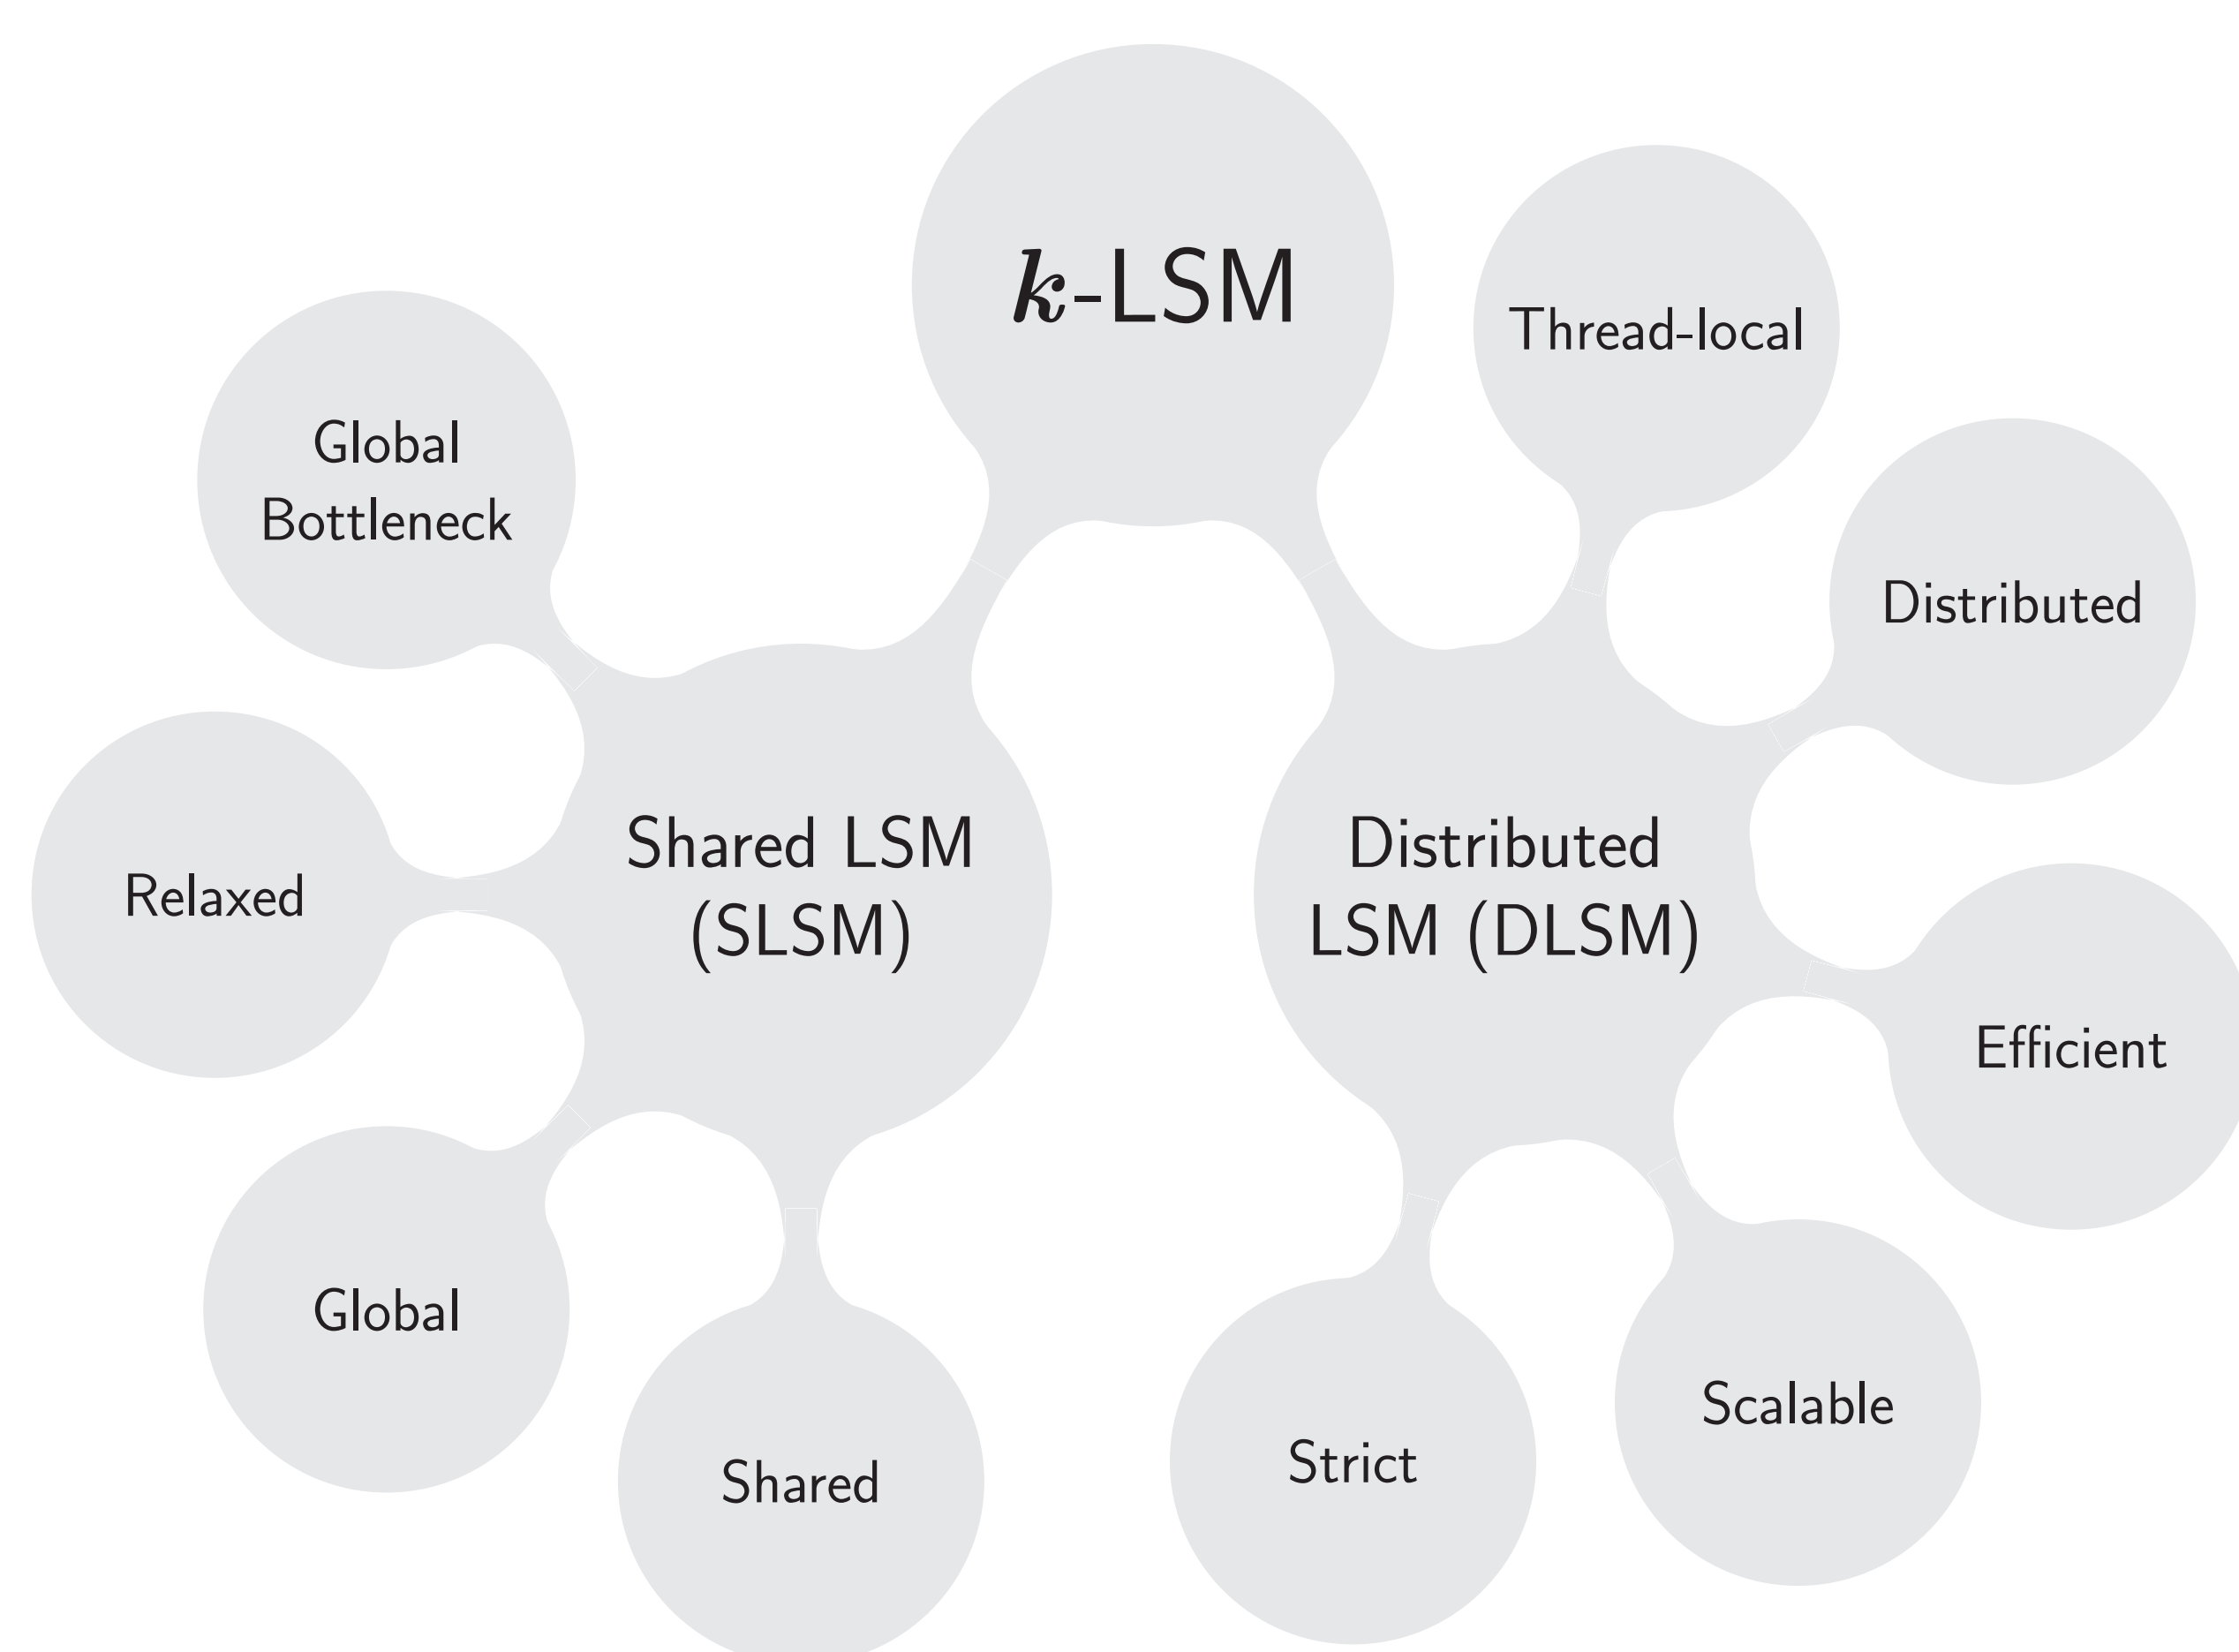 k-LSM
Thread-local
Global
Bottleneck
Distributed
Shared LSM
(SLSM)
Distributed
LSM (DLSM)
Relaxed
Efficient
Global
Scalable
Shared
Strict